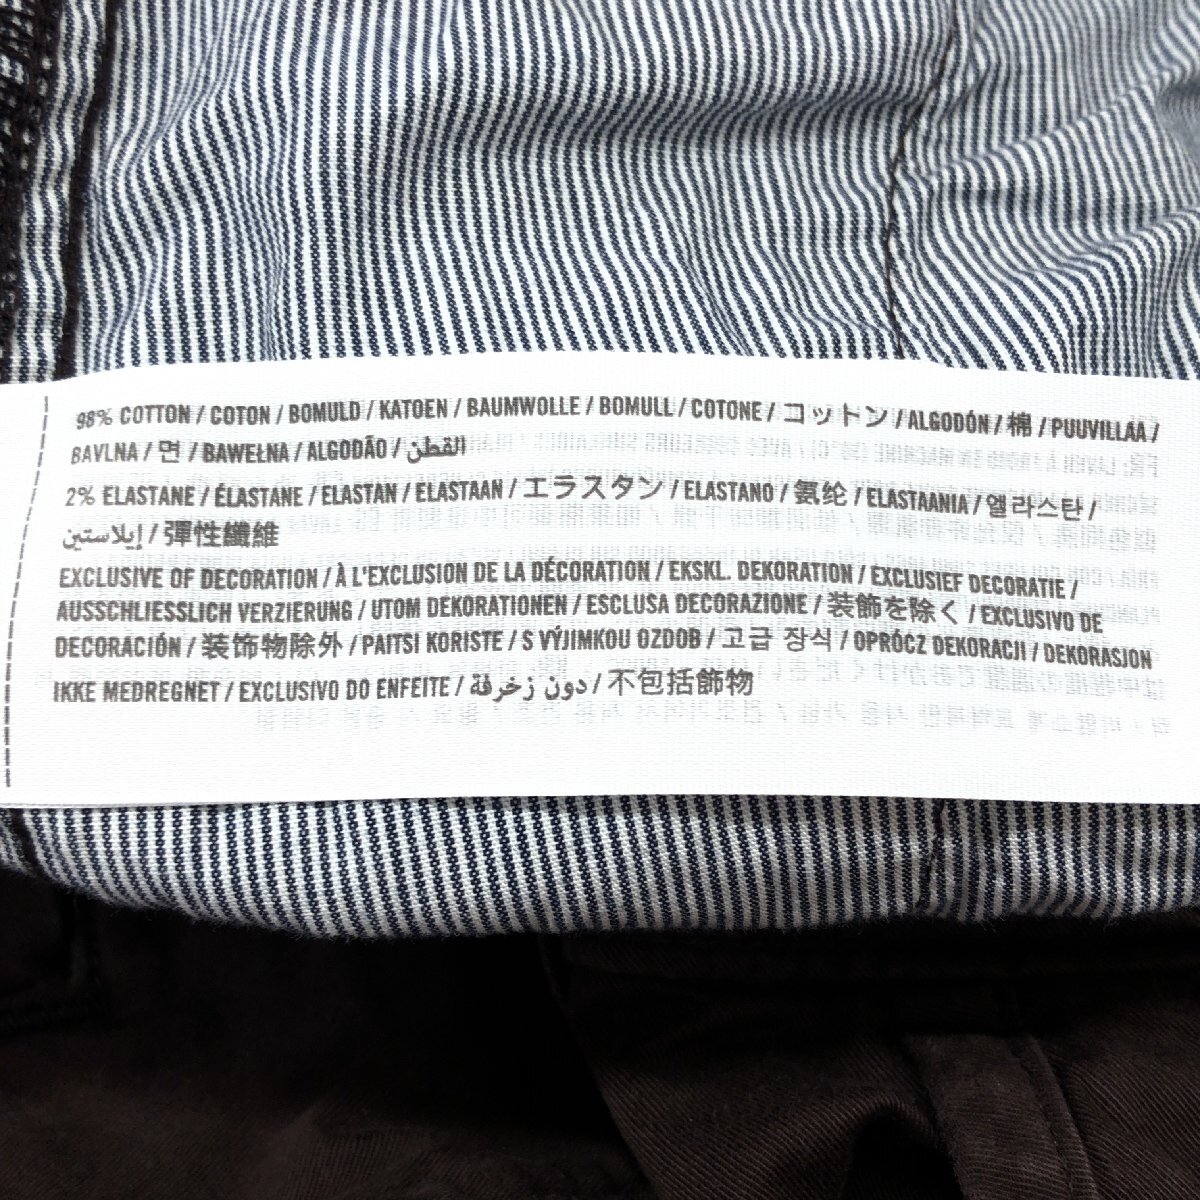 98% COTTON / COTON / BOMULD / KATOEN / BAUMWOLLE / BOMULL / COTONE / コットン / ALGODÓN / 棉 / PUUVILLAA /
BAVLNA / 면 / BAWEŁNA / ALGODÃO / القطن
2% ELASTANE / ÉLASTANE / ELASTAN / ELASTAAN / エラスタン / ELASTANO / 氨纶 / ELASTAANIA / 엘라스탄 /
إيلاستين / 彈性纖維
EXCLUSIVE OF DECORATION / À L'EXCLUSION DE LA DÉCORATION / EKSKL. DEKORATION / EXCLUSIEF DECORATIE /
AUSSCHLIESSLICH VERZIERUNG / UTOM DEKORATIONEN / ESCLUSA DECORAZIONE / 装飾を除く / EXCLUSIVO DE
DECORACIÓN / 装饰物除外 / PAITSI KORISTE / S VÝJIMKOU OZDOB / 고급 장식 / OPRÓCZ DEKORACJI / DEKORASJON
IKKE MEDREGNET / EXCLUSIVO DO ENFEITE / دون زخرفة / 不包括飾物